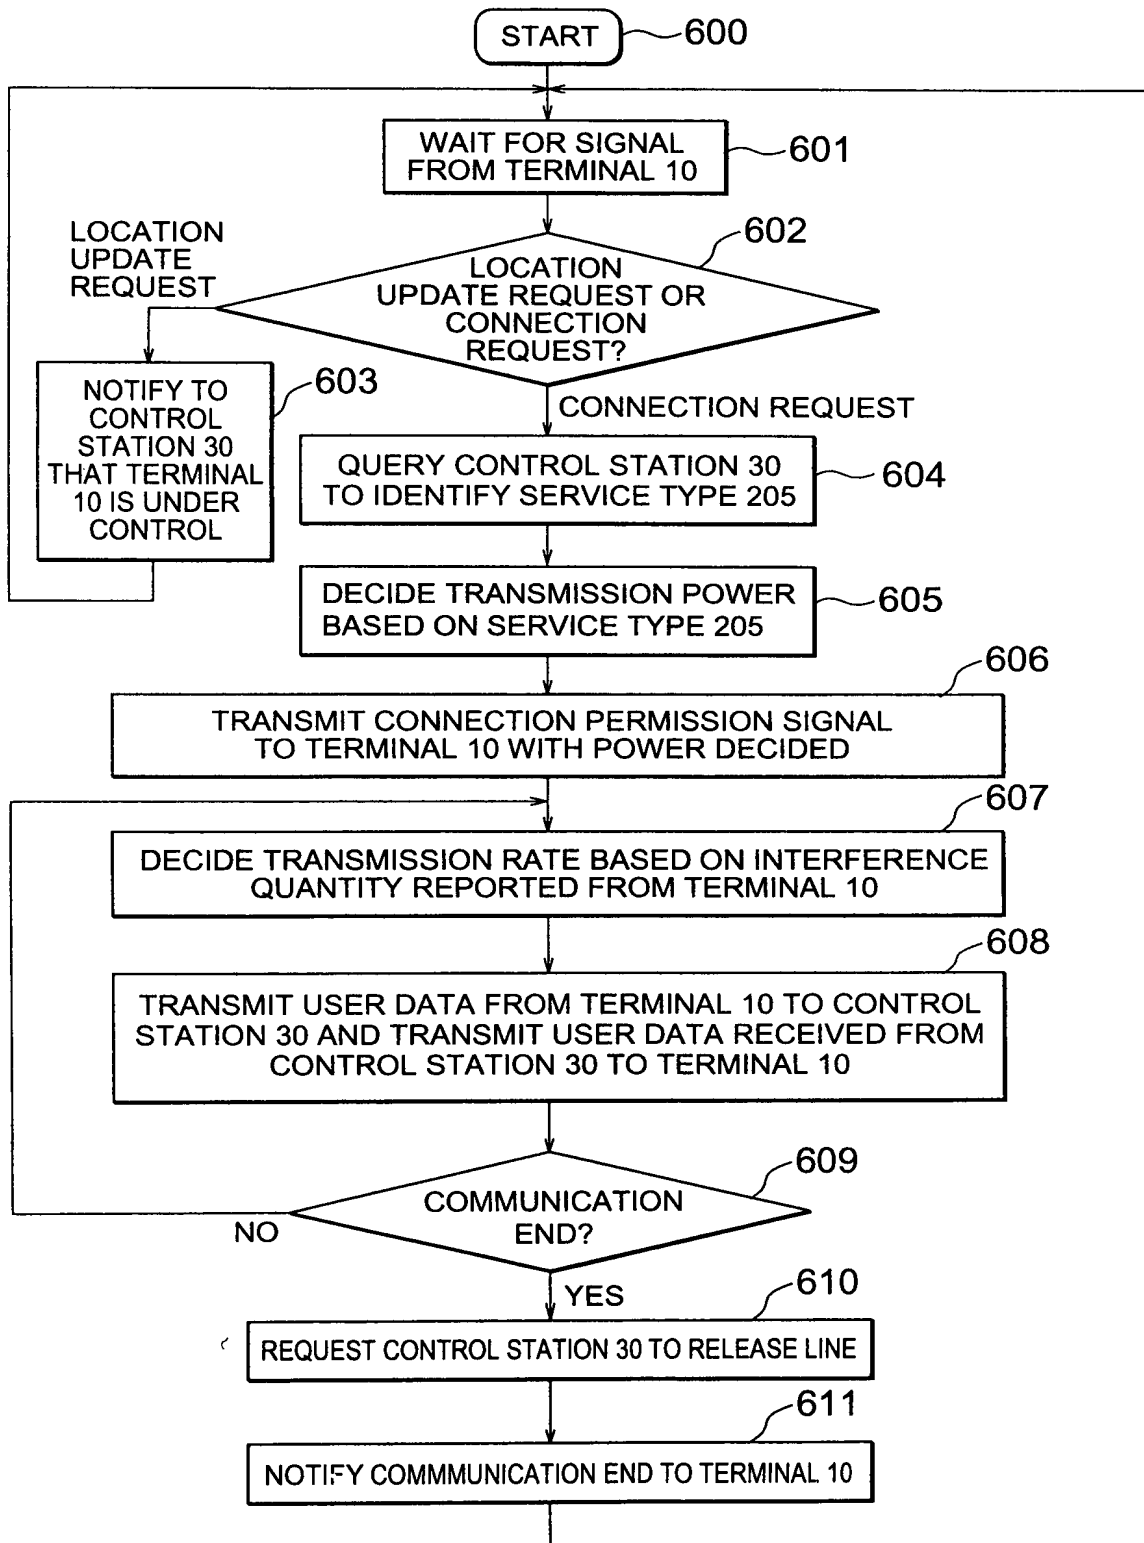 START
600
WAIT FOR SIGNAL
FROM TERMINAL 10
601
602
LOCATION
UPDATE
REQUEST
LOCATION
UPDATE REQUEST OR
CONNECTION
REQUEST?
NOTIFY TO
CONTROL
STATION 30
THAT TERMINAL
10 IS UNDER
CONTROL
603
CONNECTION REQUEST
QUERY CONTROL STATION 30
TO IDENTIFY SERVICE TYPE 205
604
DECIDE TRANSMISSION POWER
BASED ON SERVICE TYPE 205
605
606
TRANSMIT CONNECTION PERMISSION SIGNAL
TO TERMINAL 10 WITH POWER DECIDED
607
DECIDE TRANSMISSION RATE BASED ON INTERFERENCE
QUANTITY REPORTED FROM TERMINAL 10
608
TRANSMIT USER DATA FROM TERMINAL 10 TO CONTROL
STATION 30 AND TRANSMIT USER DATA RECEIVED FROM
CONTROL STATION 30 TO TERMINAL 10
609
COMMUNICATION
END?
NO
YES
610
REQUEST CONTROL STATION 30 TO RELEASE LINE
611
NOTIFY COMMMUNICATION END TO TERMINAL 10